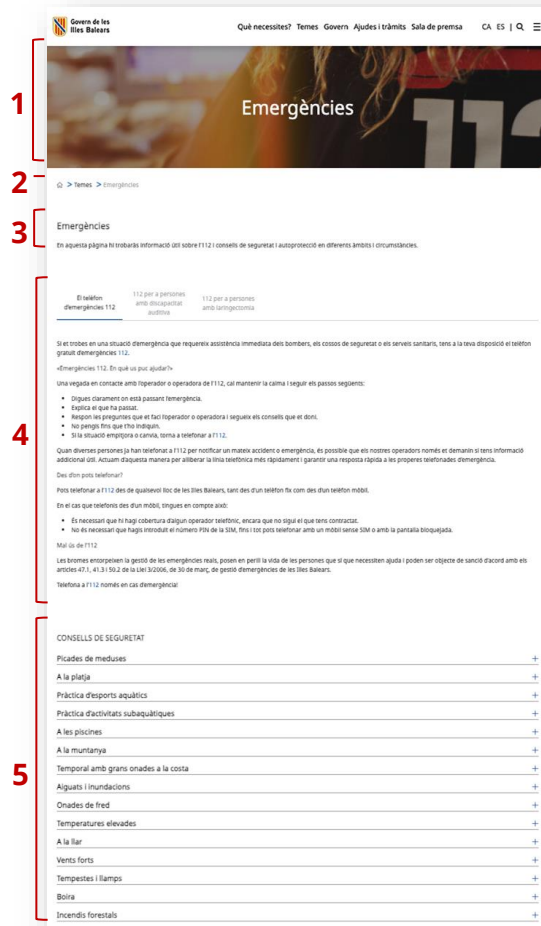 Govern de les
Illes Balears
Què necessites? Temes Govern Ajudes i tràmits Sala de premsa CA ES |
1
Emergències
112
2
> Temes > Emergències
3
Emergències
En aquesta pàgina hi trobaràs informació útil sobre l'112 i consells de seguretat i autoprotecció en diferents àmbits i circumstàncies.
4
El telèfon
d'emergències 112
112 per a persones
amb discapacitat
auditiva
112 per a persones
amb laringectomia
Si et trobes en una situació d'emergència que requereix assistència immediata dels bombers, els cossos de seguretat o els serveis sanitaris, tens a la teva disposició el telèfon
gratuït d'emergències 112.
«Emergències 112. En què us puc ajudar?»
Una vegada en contacte amb l'operador o operadora de l'112, cal mantenir la calma i seguir els passos següents:
• Digues clarament on està passant l'emergència.
• Explica el que ha passat.
• Respon les preguntes que et faci l'operador o operadora i segueix els consells que et doni.
• No pengis fins que t'ho indiquin.
• Si la situació empitjora o canvia, torna a telefonar a l'112.
Quan diverses persones ja han telefonat a l'112 per notificar un mateix accident o emergència, és possible que els nostres operadors només et demanin si tens informació
addicional útil. Actuam d'aquesta manera per alliberar la línia telefònica més ràpidament i garantir una resposta ràpida a les properes telefonades d'emergència.
Des d'on pots telefonar?
Pots telefonar a l'112 des de qualsevol lloc de les Illes Balears, tant des d'un telèfon fix com des d'un telèfon mòbil.
En el cas que telefonis des d'un mòbil, tingues en compte això:
• És necessari que hi hagi cobertura d'algun operador telefònic, encara que no sigui el que tens contractat.
• No és necessari que hagis introduït el número PIN de la SIM, fins i tot pots telefonar amb un mòbil sense SIM o amb la pantalla bloquejada.
Mal ús de l'112
Les bromes entorpeixen la gestió de les emergències reals, posen en perill la vida de les persones que sí que necessiten ajuda i poden ser objecte de sanció d'acord amb els
articles 47.1, 41.3 i 50.2 de la Llei 3/2006, de 30 de març, de gestió d'emergències de les Illes Balears.
Telefona a l'112 només en cas d'emergència!
5
CONSELLS DE SEGURETAT
Picades de meduses +
A la platja +
Pràctica d'esports aquàtics +
Pràctica d'activitats subaquàtiques +
A les piscines +
A la muntanya +
Temporal amb grans onades a la costa +
Aiguats i inundacions +
Onades de fred +
Temperatures elevades +
A la llar +
Vents forts +
Tempestes i llamps +
Boira +
Incendis forestals +